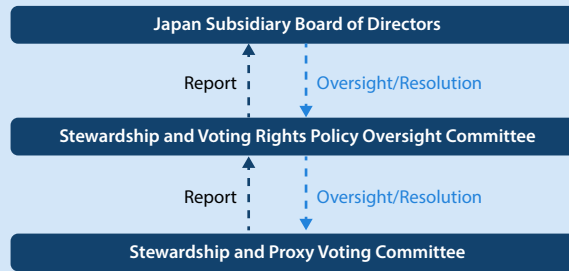 Japan Subsidiary Board of Directors
Report
Oversight/Resolution
Stewardship and Voting Rights Policy Oversight Committee
Report
Oversight/Resolution
Stewardship and Proxy Voting Committee